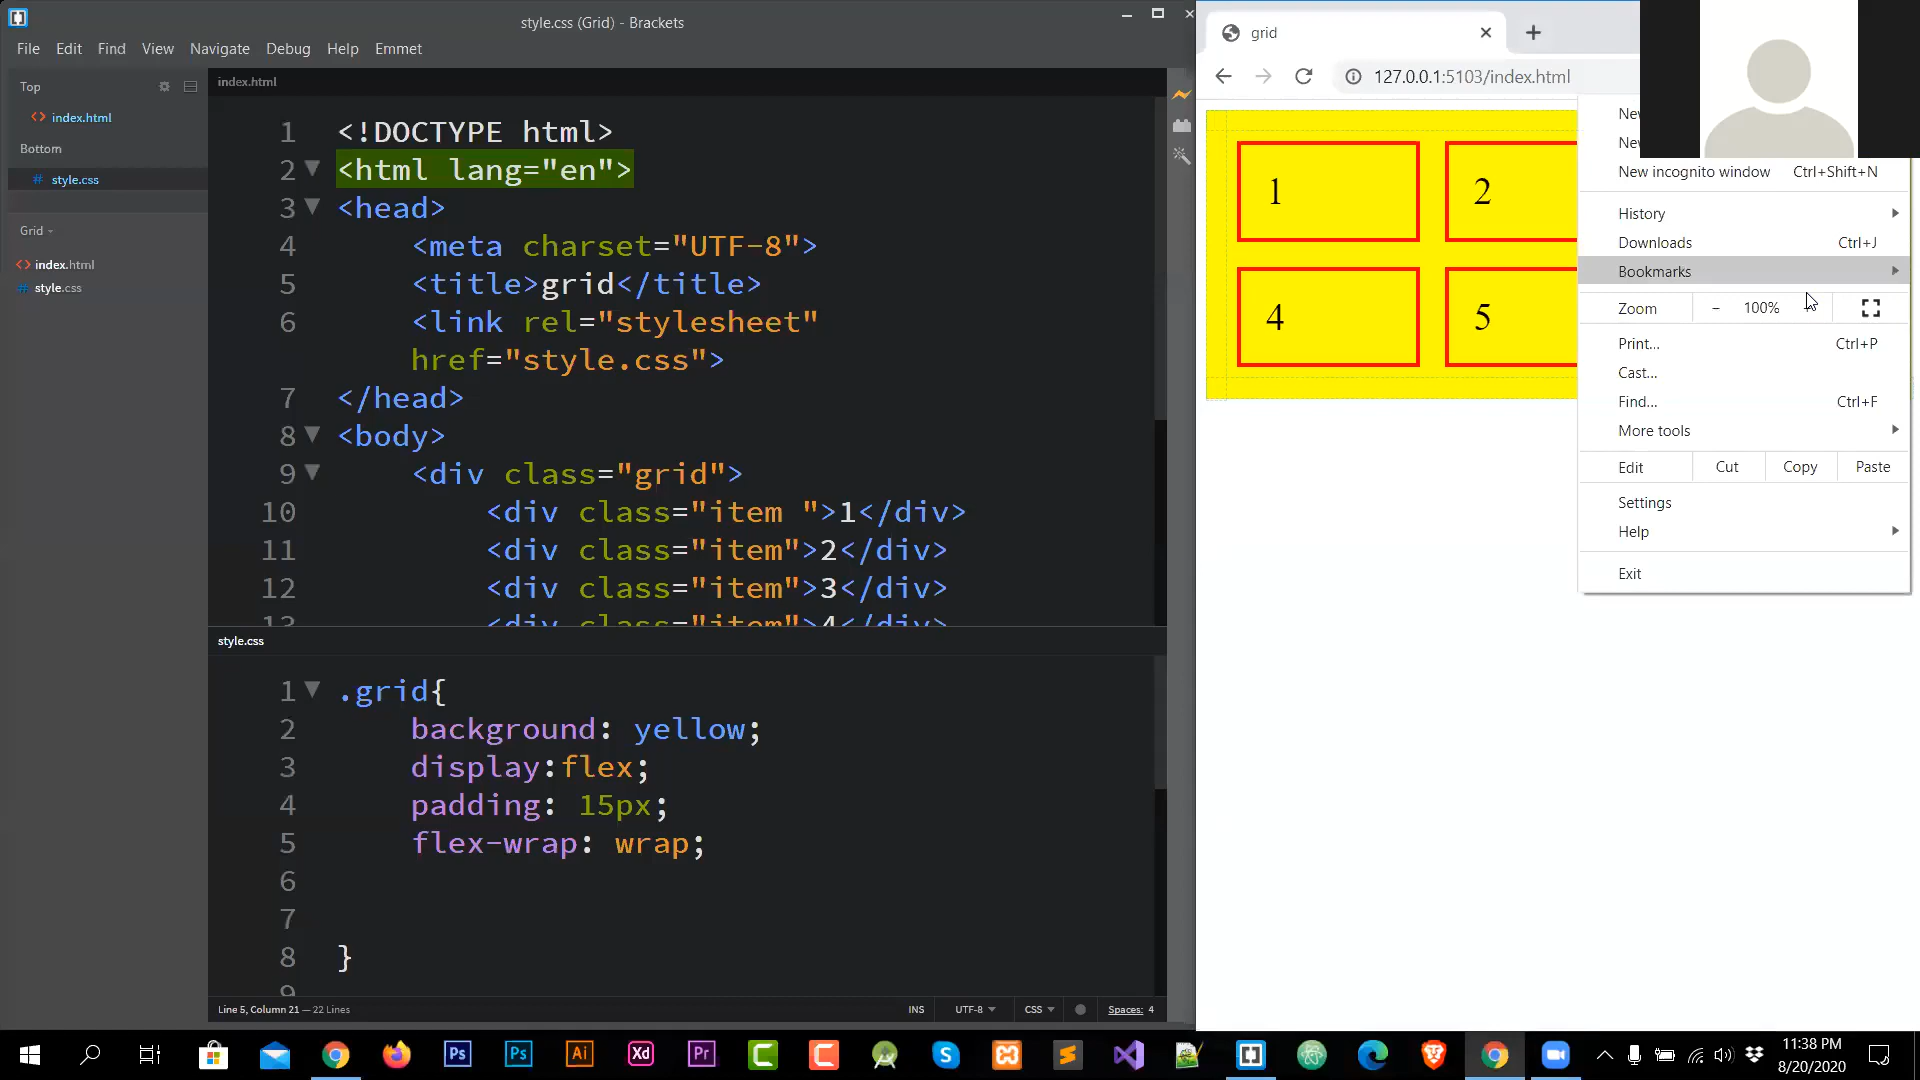 style.css (Grid) - Brackets
File Edit Find View Navigate Debug Help Emmet
Top
index.html
Bottom
style.css
Grid
index.html
style.css
index.html
1 <!DOCTYPE html>
2 <html lang="en">
3 <head>
4 <meta charset="UTF-8">
5 <title>grid</title>
6 <link rel="stylesheet"
href="style.css">
7 </head>
8 <body>
9 <div class="grid">
10 <div class="item ">1</div>
11 <div class="item">2</div>
12 <div class="item">3</div>
13 <div class="item">4</div>
style.css
1 .grid{
2 background: yellow;
3 display:flex;
4 padding: 15px;
5 flex-wrap: wrap;
6
7
8 }
9
Line 5, Column 21 — 22 Lines
INS UTF-8 CSS Spaces: 4
grid
127.0.0.1:5103/index.html
1 2
4 5
New incognito window Ctrl+Shift+N
History
Downloads Ctrl+J
Bookmarks
Zoom − 100% +
Print... Ctrl+P
Cast...
Find... Ctrl+F
More tools
Edit Cut Copy Paste
Settings
Help
Exit
Ps Ps Ai Xd Pr
11:38 PM
8/20/2020